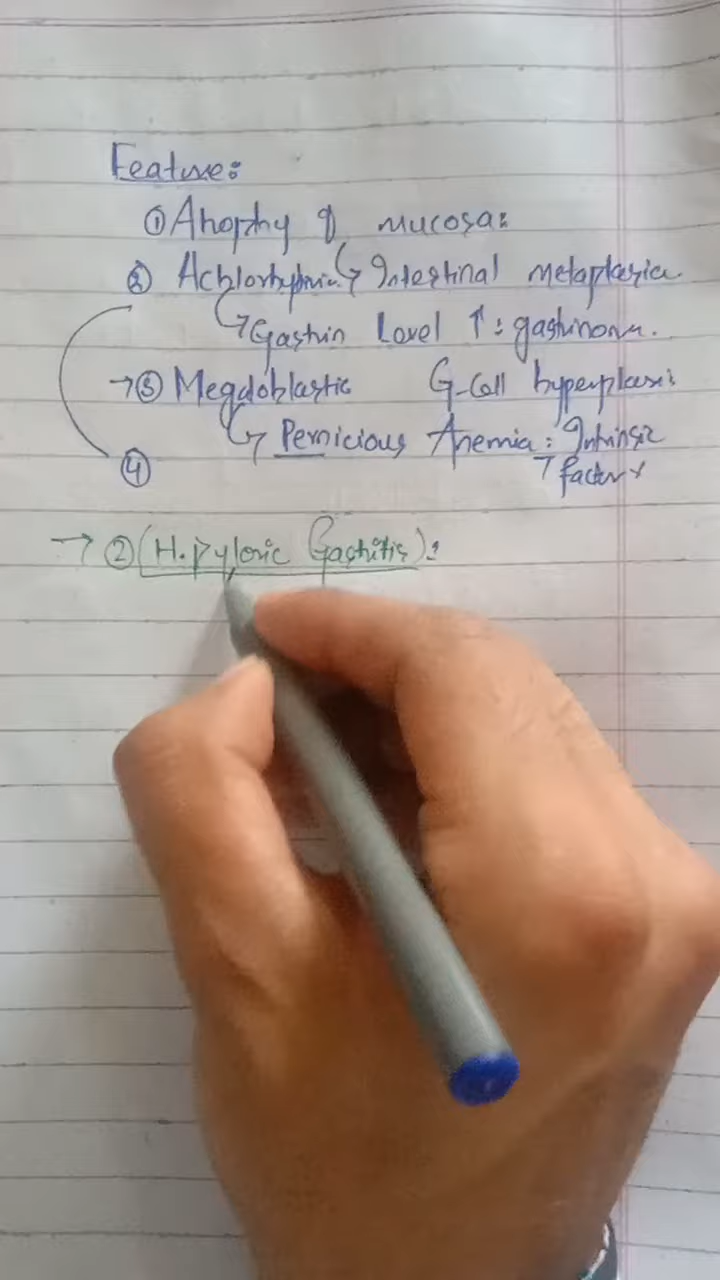 Feature:
① Atrophy of mucosa:
② Achlorhydria ↳ Intestinal metaplasia
↳ Gastrin Level ↑ : gastrinoma.
→ ③ Megaloblastic G-Cell hyperplasia
↳ Pernicious Anemia : Intrinsic
factor x
④
→ ② (H. pyloric Gastritis):